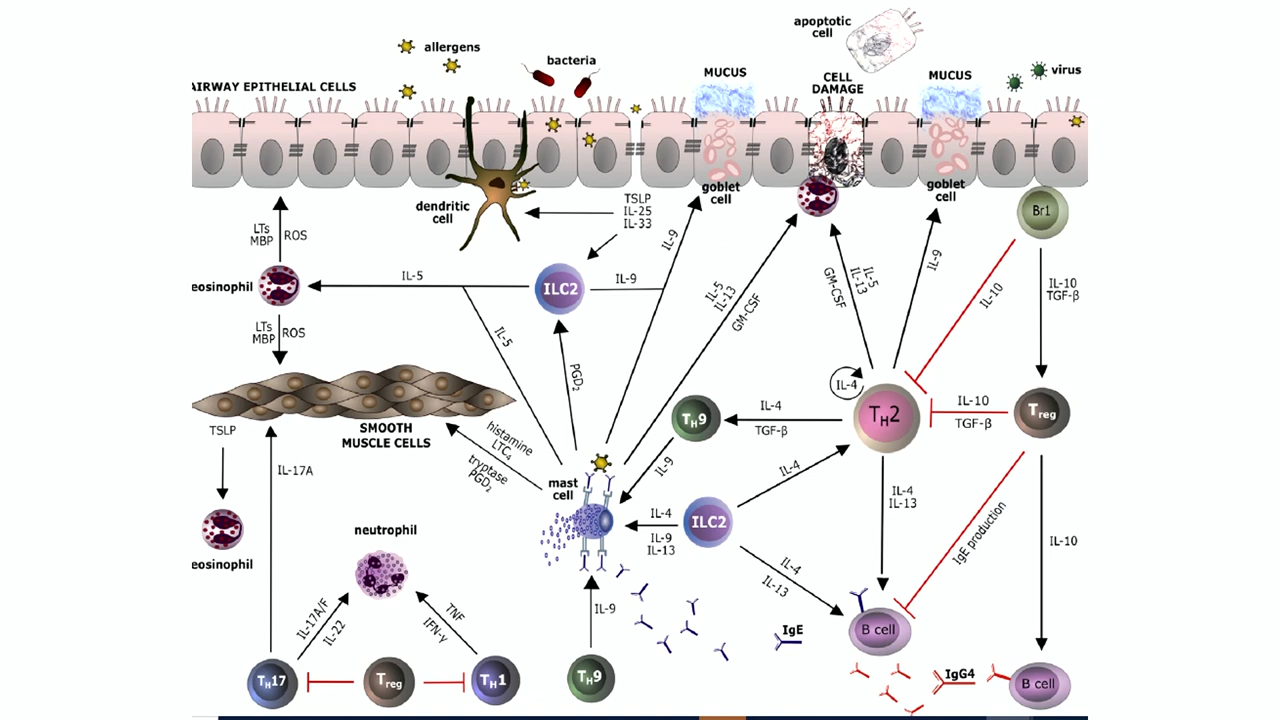 apoptotic
cell
allergens
bacteria
virus
MUCUS
CELL
DAMAGE
MUCUS
AIRWAY EPITHELIAL CELLS
goblet
cell
goblet
cell
dendritic
cell
TSLP
IL-25
IL-33
Br1
LTs
MBP
ROS
IL-9
IL-5
IL-13
GM-CSF
GM-CSF
IL-5
IL-13
IL-9
IL-10
IL-10
TGF-β
eosinophil
IL-5
ILC2
IL-9
LTs
MBP
ROS
IL-5
PGD2
IL-4
SMOOTH
MUSCLE CELLS
TSLP
histamine
LTC4
tryptase
PGD2
TH9
IL-4
TGF-β
TH2
IL-10
TGF-β
Treg
IL-17A
IL-9
IL-4
mast
cell
IL-4
IL-9
IL-13
ILC2
IL-4
IL-13
IgE production
IL-10
eosinophil
neutrophil
IL-4
IL-13
IL-17A/F
IL-22
TNF
IFN-γ
IL-9
IgE
B cell
TH17
Treg
TH1
TH9
IgG4
B cell